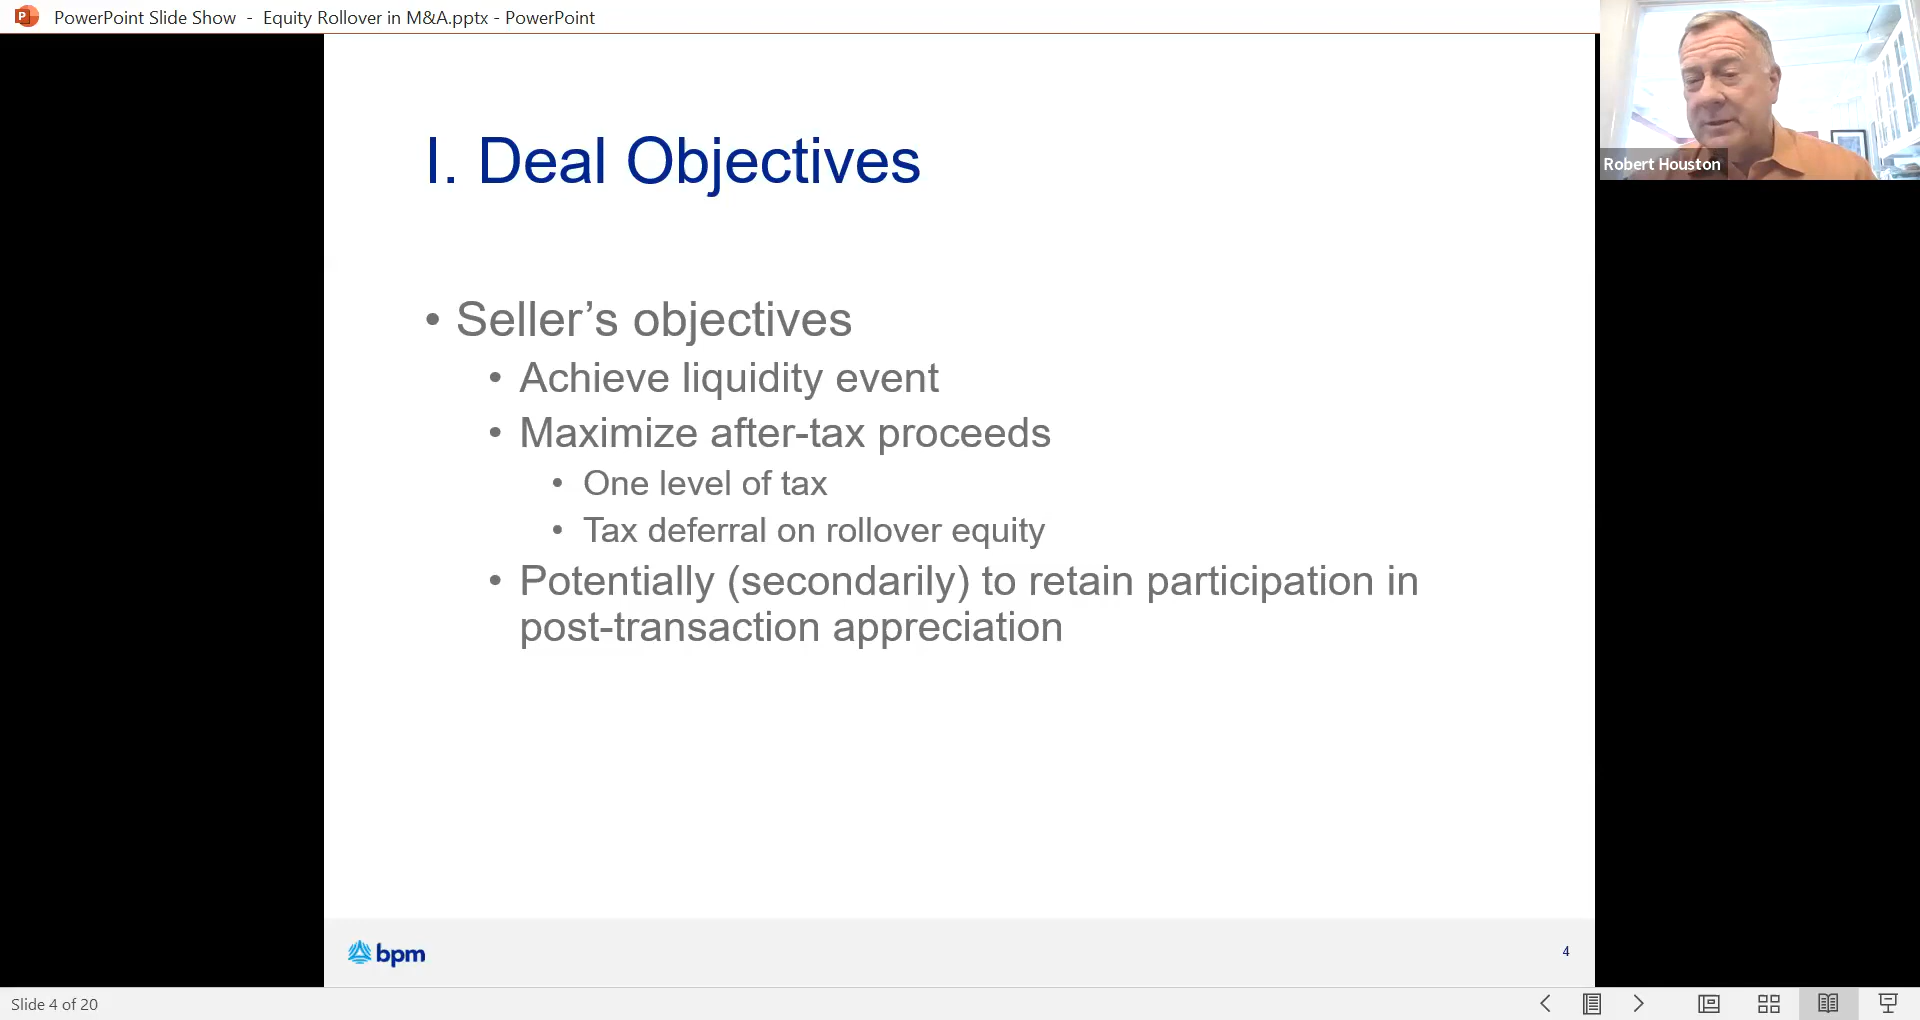 PowerPoint Slide Show - Equity Rollover in M&A.pptx - PowerPoint
Robert Houston
I. Deal Objectives
• Seller’s objectives
• Achieve liquidity event
• Maximize after-tax proceeds
• One level of tax
• Tax deferral on rollover equity
• Potentially (secondarily) to retain participation in
post-transaction appreciation
bpm
4
Slide 4 of 20